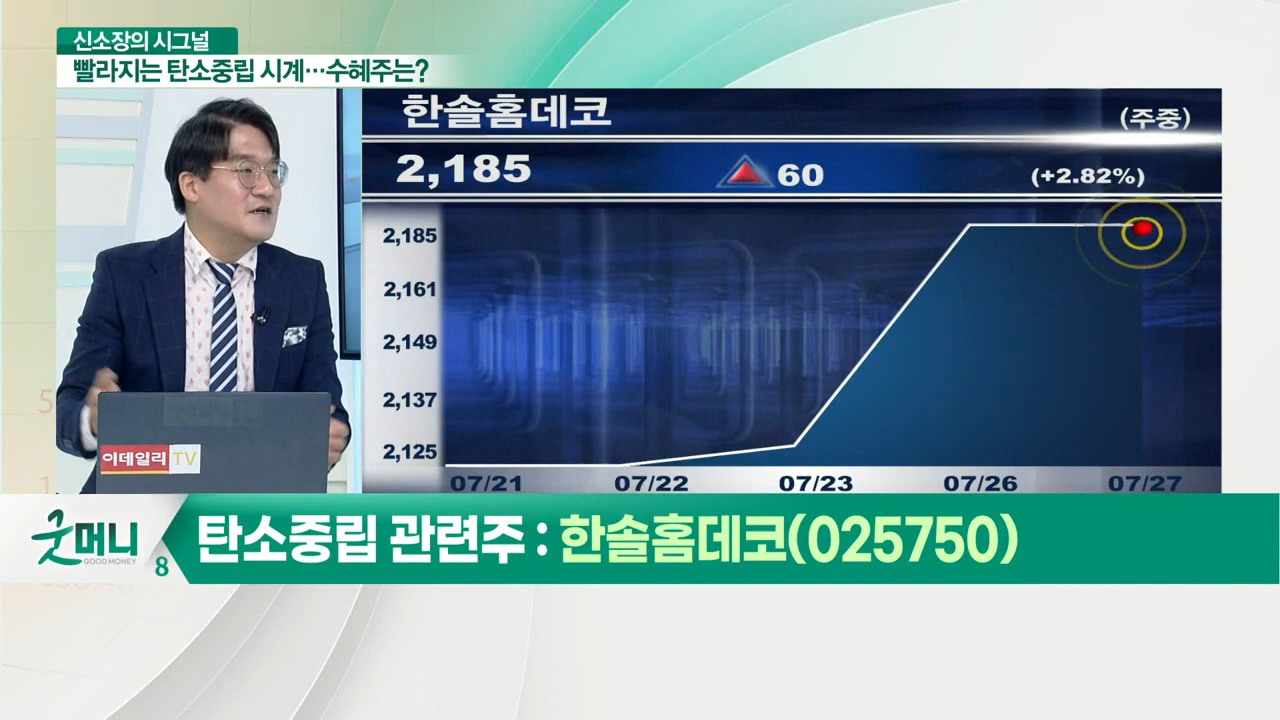 신소장의 시그널
빨라지는 탄소중립 시계…수혜주는?
한솔홈데코
(주중)
2,185
60
(+2.82%)
2,185
2,161
2,149
2,137
2,125
07/21
07/22
07/23
07/26
07/27
이데일리 TV
굿머니
GOOD MONEY
8
탄소중립 관련주 : 한솔홈데코(025750)
5
1